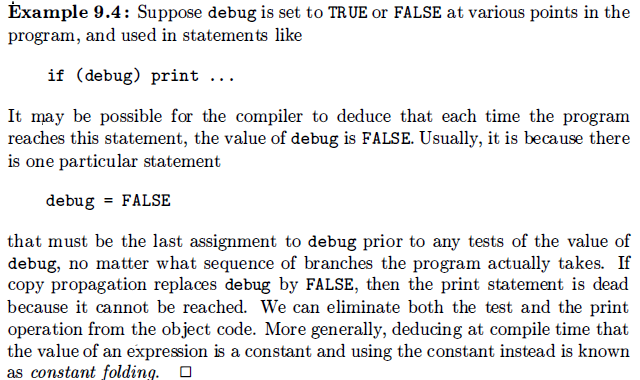 Example 9.4: Suppose debug is set to TRUE or FALSE at various points in the
program, and used in statements like
if (debug) print ...
It may be possible for the compiler to deduce that each time the program
reaches this statement, the value of debug is FALSE. Usually, it is because there
is one particular statement
debug = FALSE
that must be the last assignment to debug prior to any tests of the value of
debug, no matter what sequence of branches the program actually takes. If
copy propagation replaces debug by FALSE, then the print statement is dead
because it cannot be reached. We can eliminate both the test and the print
operation from the object code. More generally, deducing at compile time that
the value of an expression is a constant and using the constant instead is known
as constant folding. □